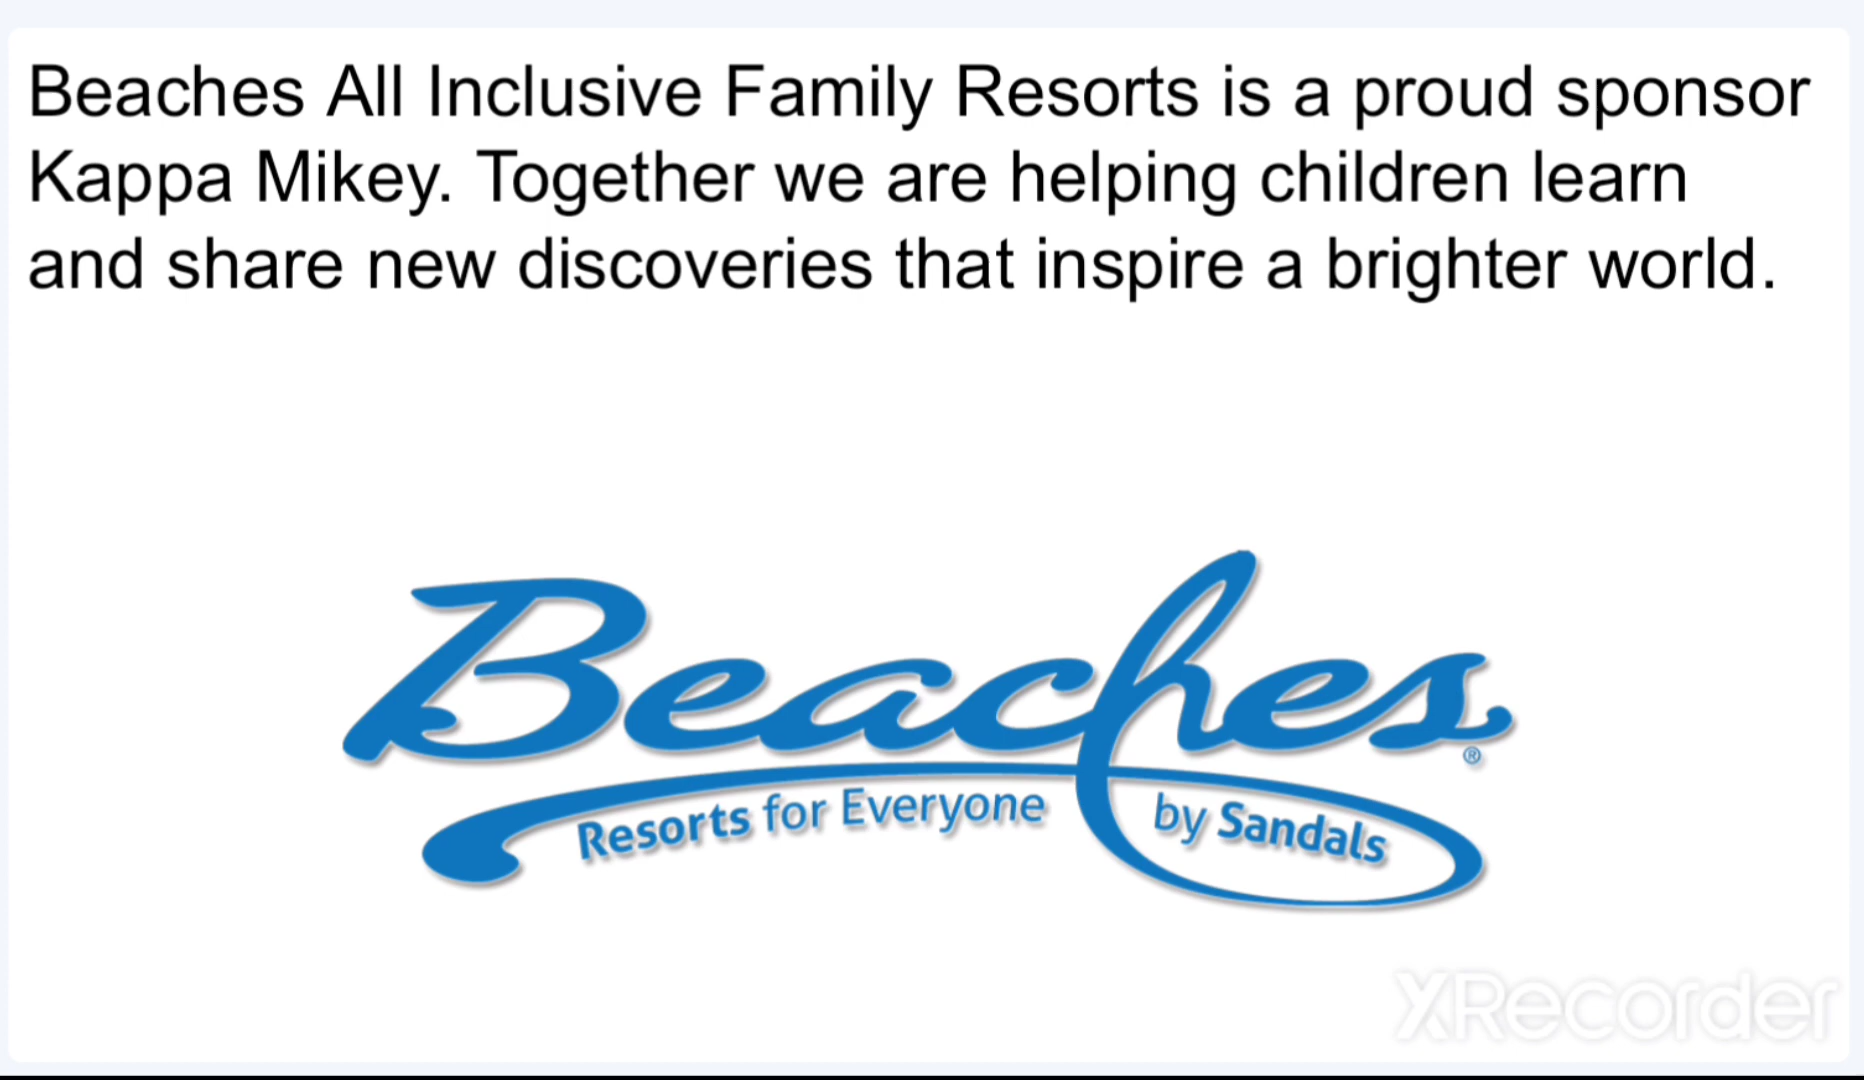 Beaches All Inclusive Family Resorts is a proud sponsor
Kappa Mikey. Together we are helping children learn
and share new discoveries that inspire a brighter world.
Beaches®
Resorts for Everyone by Sandals
XRecorder